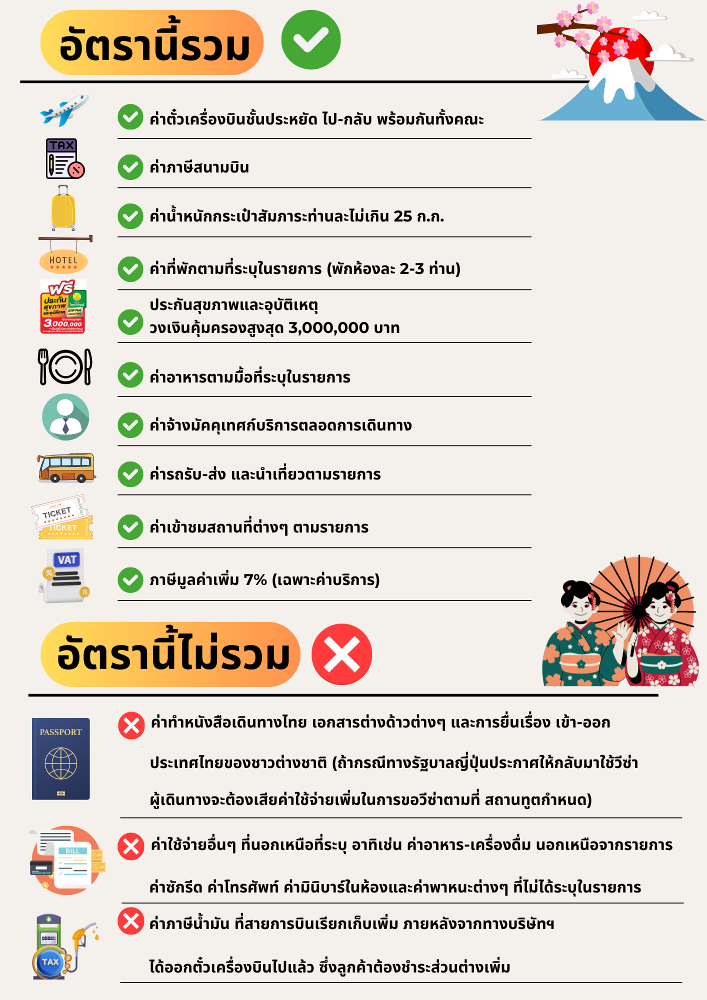 อัตรานี้รวม
ค่าตั๋วเครื่องบินชั้นประหยัด ไป-กลับ พร้อมกันทั้งคณะ
TAX
ค่าภาษีสนามบิน
ค่าน้ำหนักกระเป๋าสัมภาระท่านละไม่เกิน 25 ก.ก.
HOTEL
ค่าที่พักตามที่ระบุในรายการ (พักห้องละ 2-3 ท่าน)
ฟรี
ประกัน
สุขภาพ
และอุบัติเหตุ
ไทยวิวัฒน์
GTIP Plus
(Gold Plan)
คุ้มครองสูงสุด
3,000,000
ประกันสุขภาพและอุบัติเหตุ
วงเงินคุ้มครองสูงสุด 3,000,000 บาท
ค่าอาหารตามมื้อที่ระบุในรายการ
ค่าจ้างมัคคุเทศก์บริการตลอดการเดินทาง
ค่ารถรับ-ส่ง และนำเที่ยวตามรายการ
TICKET
TICKET
ค่าเข้าชมสถานที่ต่างๆ ตามรายการ
VAT
%
ภาษีมูลค่าเพิ่ม 7% (เฉพาะค่าบริการ)
อัตรานี้ไม่รวม
PASSPORT
ค่าทำหนังสือเดินทางไทย เอกสารต่างด้าวต่างๆ และการยื่นเรื่อง เข้า-ออก
ประเทศไทยของชาวต่างชาติ (ถ้ากรณีทางรัฐบาลญี่ปุ่นประกาศให้กลับมาใช้วีซ่า
ผู้เดินทางจะต้องเสียค่าใช้จ่ายเพิ่มในการขอวีซ่าตามที่ สถานทูตกำหนด)
BILL
ค่าใช้จ่ายอื่นๆ ที่นอกเหนือที่ระบุ อาทิเช่น ค่าอาหาร-เครื่องดื่ม นอกเหนือจากรายการ
ค่าซักรีด ค่าโทรศัพท์ ค่ามินิบาร์ในห้องและค่าพาหนะต่างๆ ที่ไม่ได้ระบุในรายการ
TAX
ค่าภาษีน้ำมัน ที่สายการบินเรียกเก็บเพิ่ม ภายหลังจากทางบริษัทฯ
ได้ออกตั๋วเครื่องบินไปแล้ว ซึ่งลูกค้าต้องชำระส่วนต่างเพิ่ม